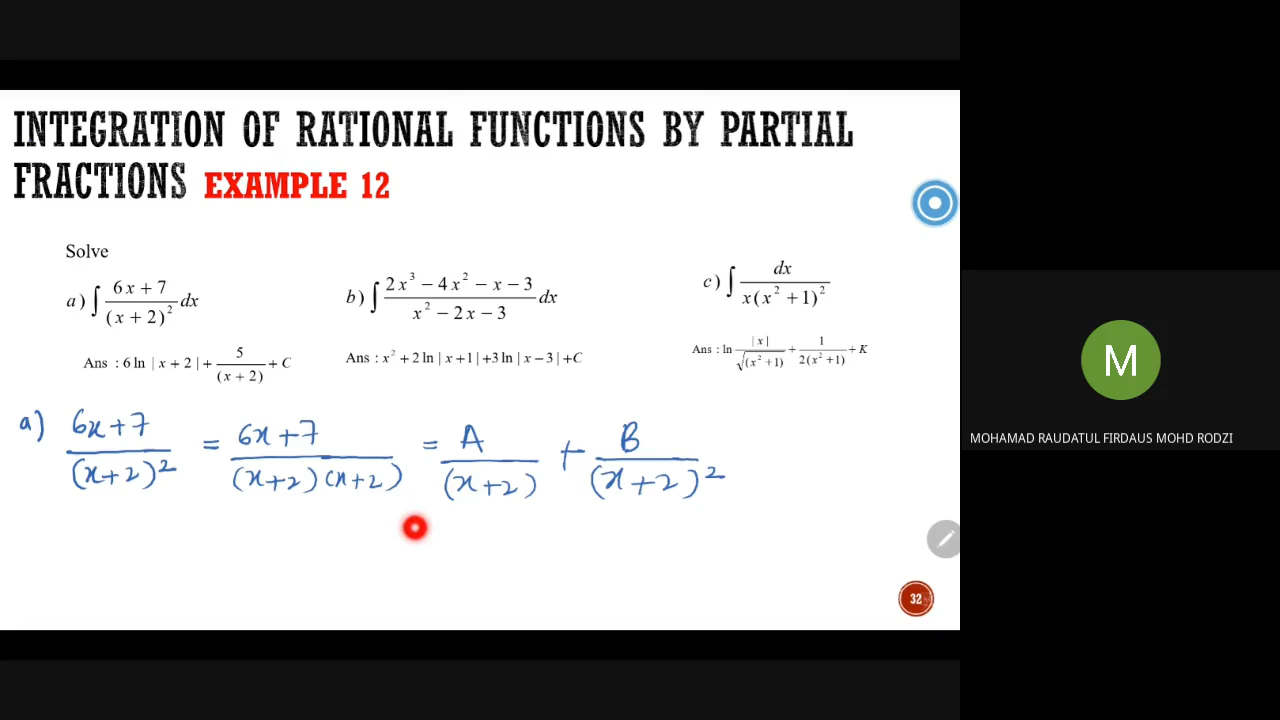 INTEGRATION OF RATIONAL FUNCTIONS BY PARTIAL
FRACTIONS EXAMPLE 12
Solve
a) ∫ (6x + 7)/(x + 2)² dx
b) ∫ (2x³ − 4x² − x − 3)/(x² − 2x − 3) dx
c) ∫ dx/(x(x² + 1)²)
Ans : 6 ln | x + 2 | + 5/(x + 2) + C
Ans : x² + 2 ln | x + 1 | +3 ln | x − 3 | +C
Ans : ln | x |/√(x² + 1) + 1/(2(x² + 1)) + K
a) (6x+7)/(x+2)² = (6x+7)/((x+2)(x+2)) = A/(x+2) + B/(x+2)²
32
M
MOHAMAD RAUDATUL FIRDAUS MOHD RODZI